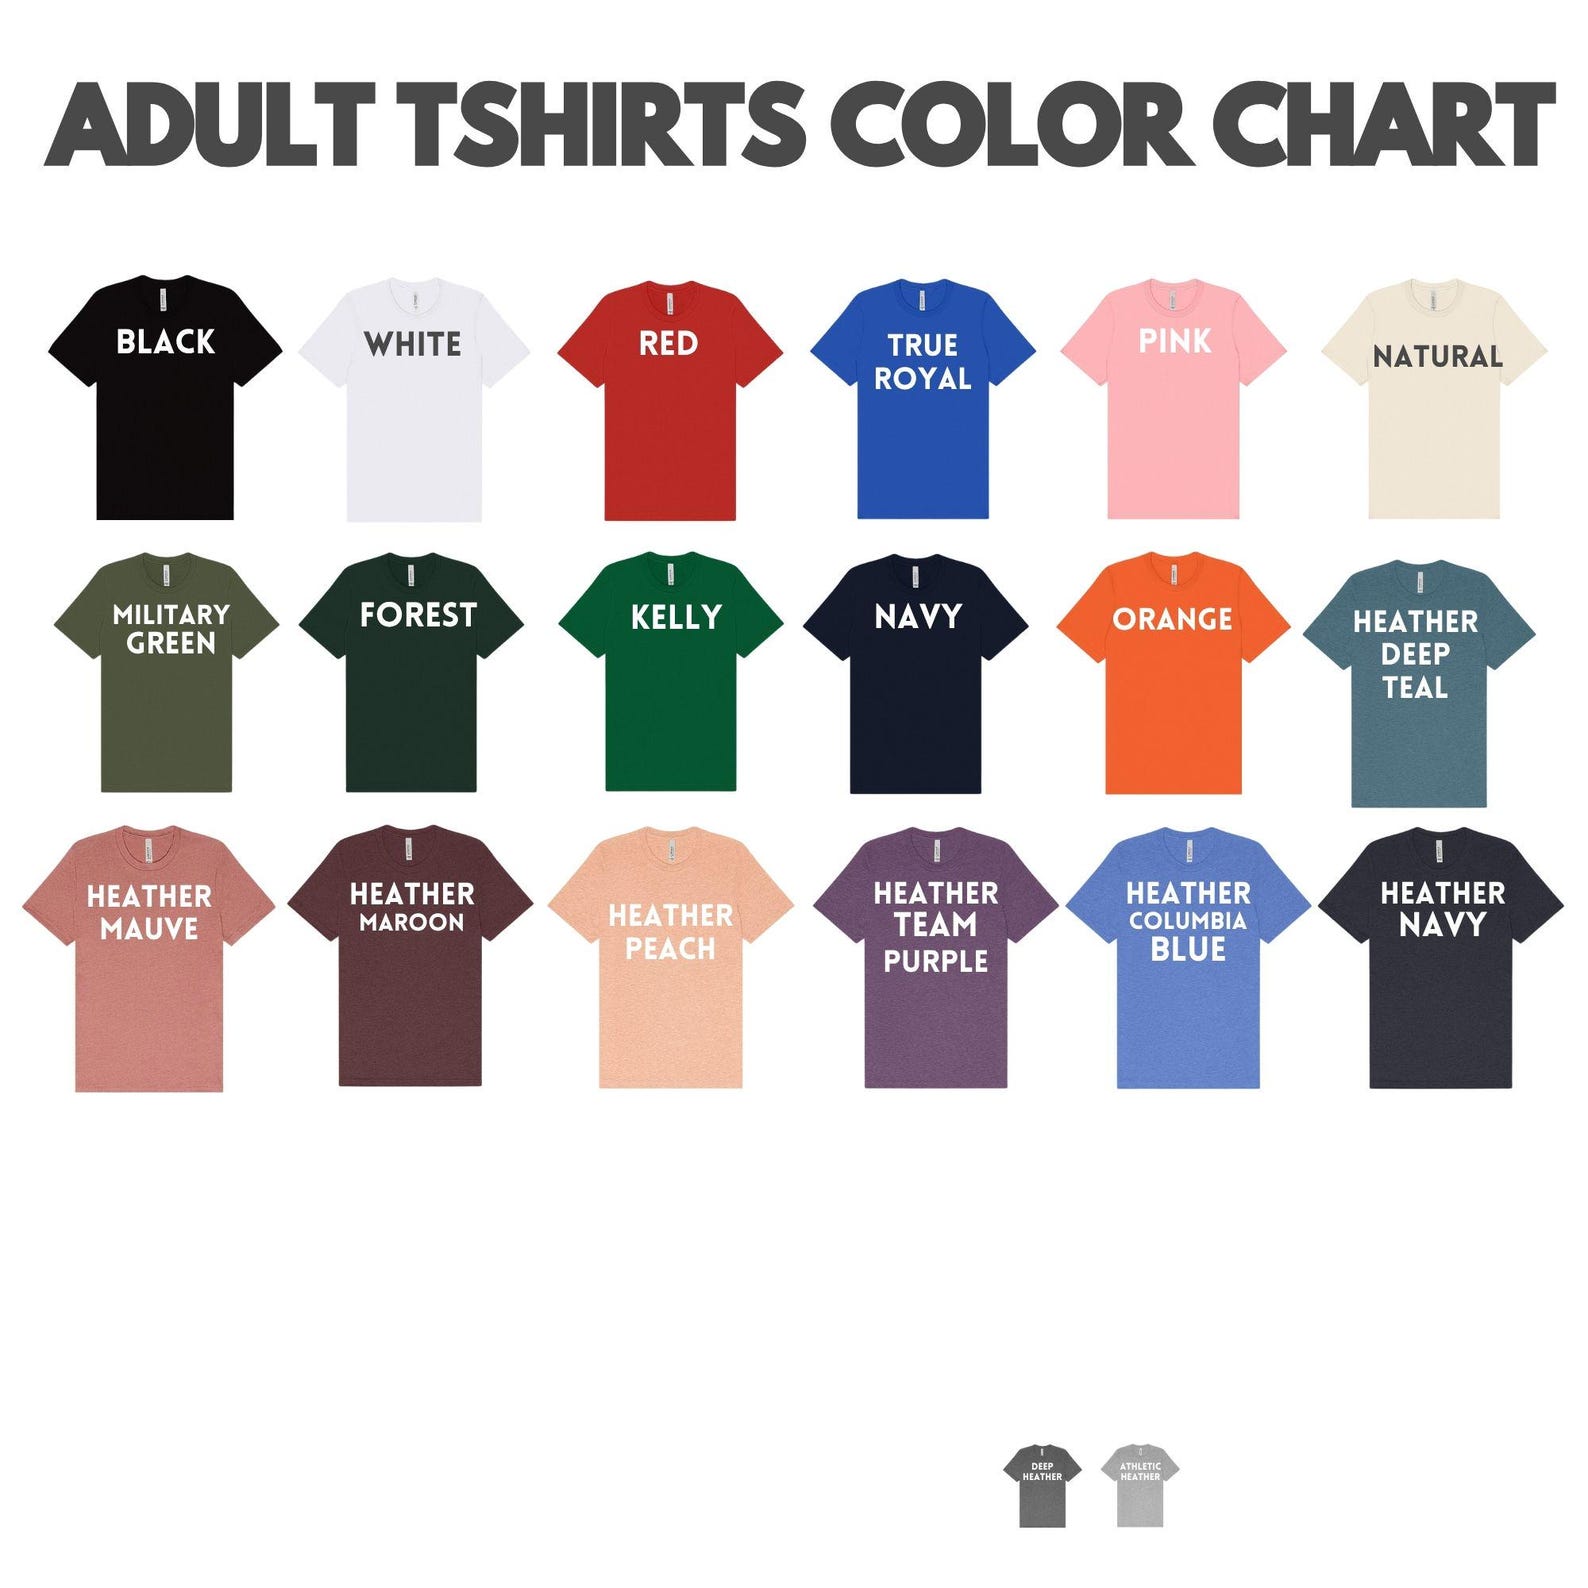 ADULT TSHIRTS COLOR CHART
BLACK
WHITE
RED
TRUE
ROYAL
PINK
NATURAL
MILITARY
GREEN
FOREST
KELLY
NAVY
ORANGE
HEATHER
DEEP
TEAL
HEATHER
MAUVE
HEATHER
MAROON
HEATHER
PEACH
HEATHER
TEAM
PURPLE
HEATHER
COLUMBIA
BLUE
HEATHER
NAVY
DEEP
HEATHER
ATHLETIC
HEATHER